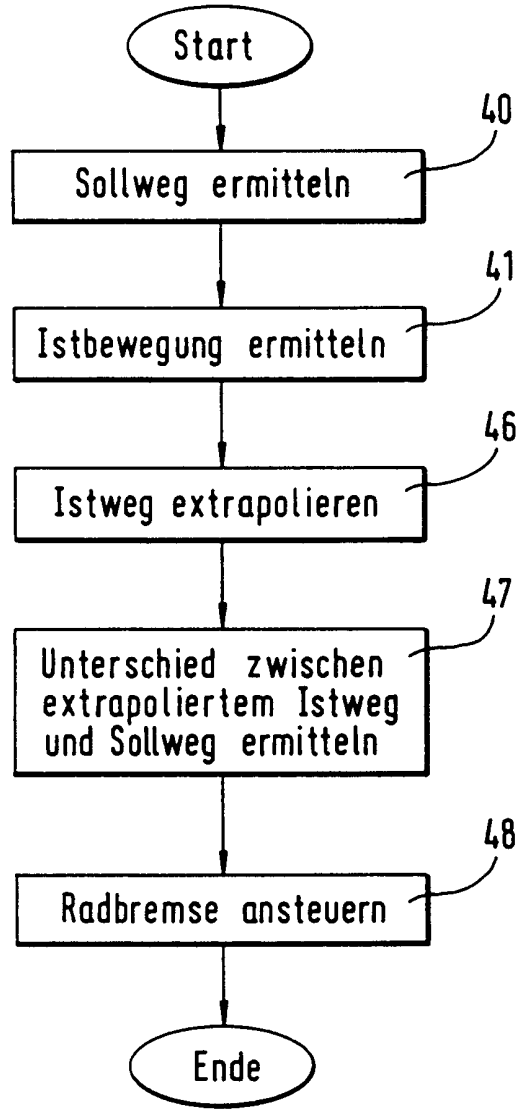 Start
40
Sollweg ermitteln
41
Istbewegung ermitteln
46
Istweg extrapolieren
47
Unterschied zwischen
extrapoliertem Istweg
und Sollweg ermitteln
48
Radbremse ansteuern
Ende